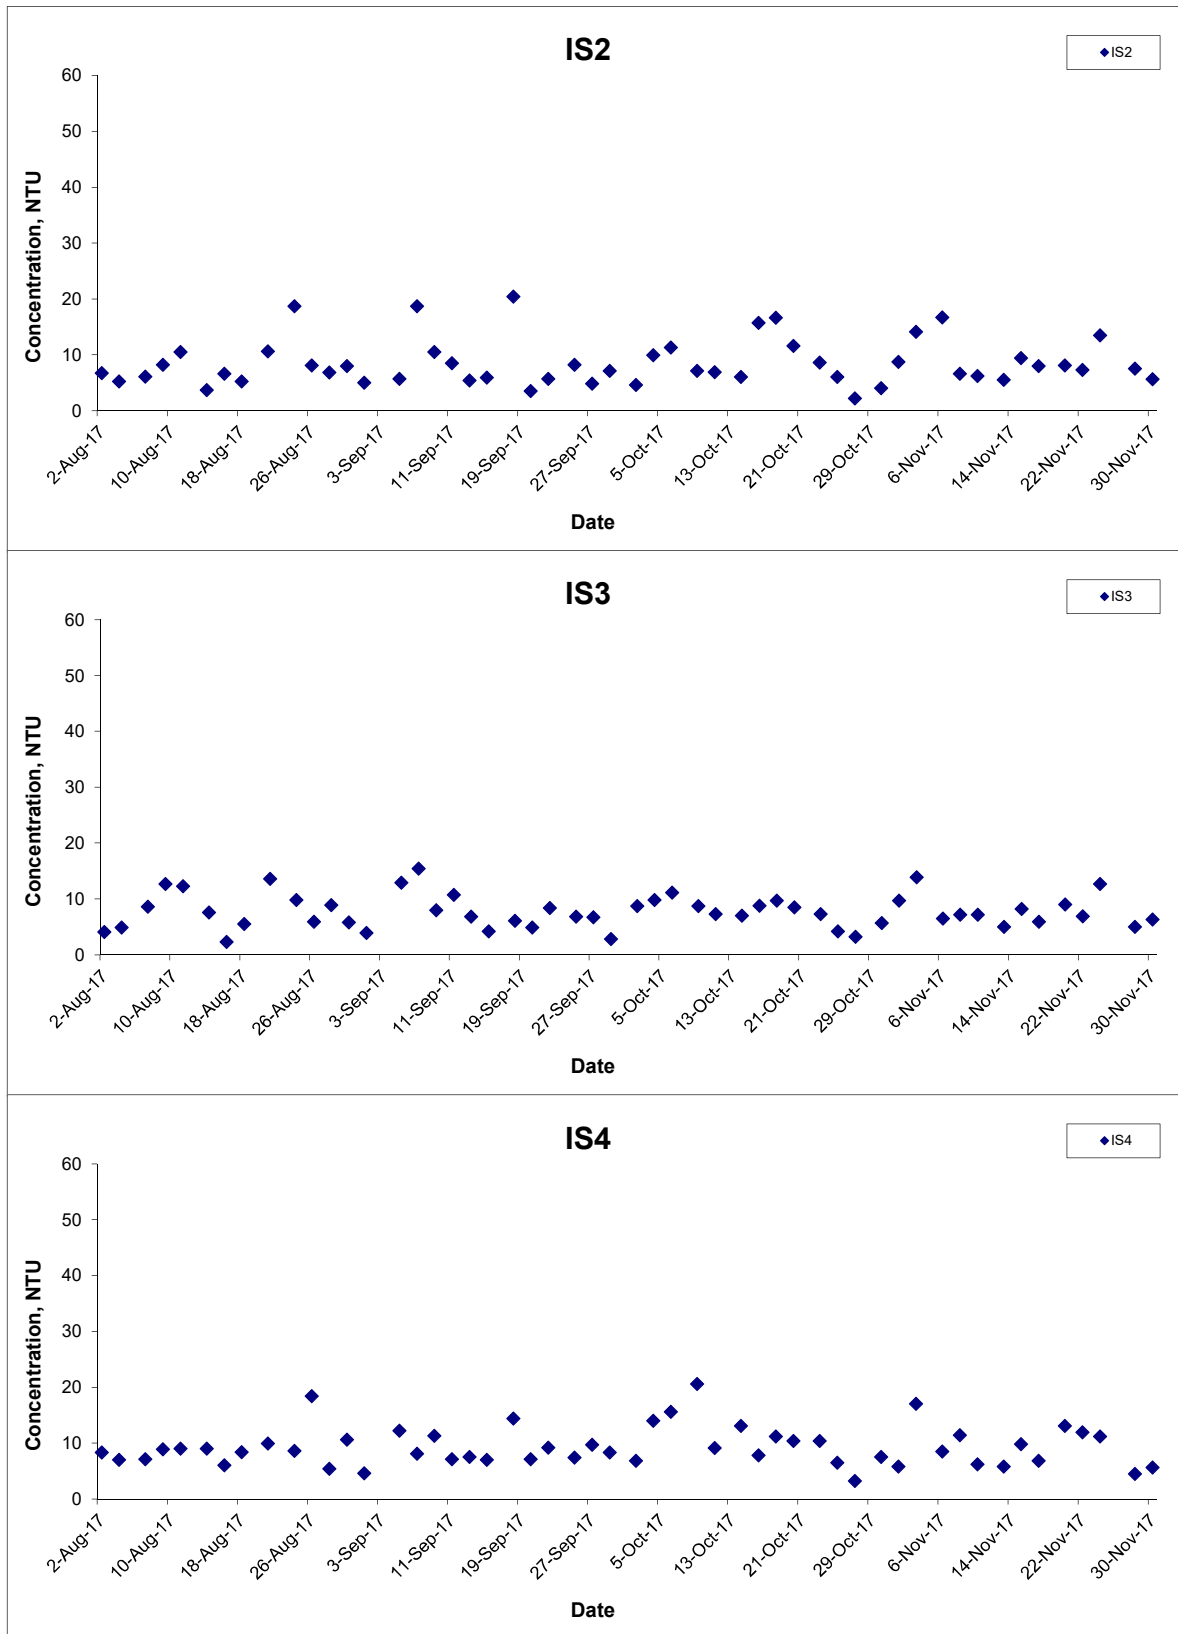 IS2
IS2
60
50
40
30
20
10
0
Concentration, NTU
2-Aug-17
10-Aug-17
18-Aug-17
26-Aug-17
3-Sep-17
11-Sep-17
19-Sep-17
27-Sep-17
5-Oct-17
13-Oct-17
21-Oct-17
29-Oct-17
6-Nov-17
14-Nov-17
22-Nov-17
30-Nov-17
Date
IS3
IS3
60
50
40
30
20
10
0
Concentration, NTU
2-Aug-17
10-Aug-17
18-Aug-17
26-Aug-17
3-Sep-17
11-Sep-17
19-Sep-17
27-Sep-17
5-Oct-17
13-Oct-17
21-Oct-17
29-Oct-17
6-Nov-17
14-Nov-17
22-Nov-17
30-Nov-17
Date
IS4
IS4
60
50
40
30
20
10
0
Concentration, NTU
2-Aug-17
10-Aug-17
18-Aug-17
26-Aug-17
3-Sep-17
11-Sep-17
19-Sep-17
27-Sep-17
5-Oct-17
13-Oct-17
21-Oct-17
29-Oct-17
6-Nov-17
14-Nov-17
22-Nov-17
30-Nov-17
Date